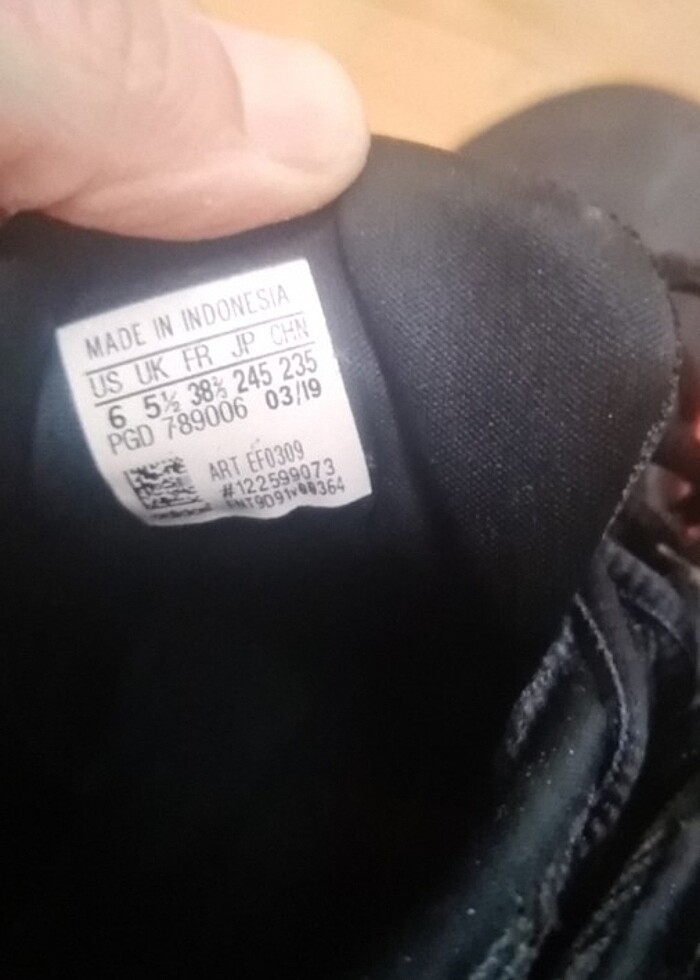 MADE IN INDONESIA
US UK FR JP CHN
6 5½ 38⅔ 245 235
PGD 789006 03/19
ART EF0309
#122599073